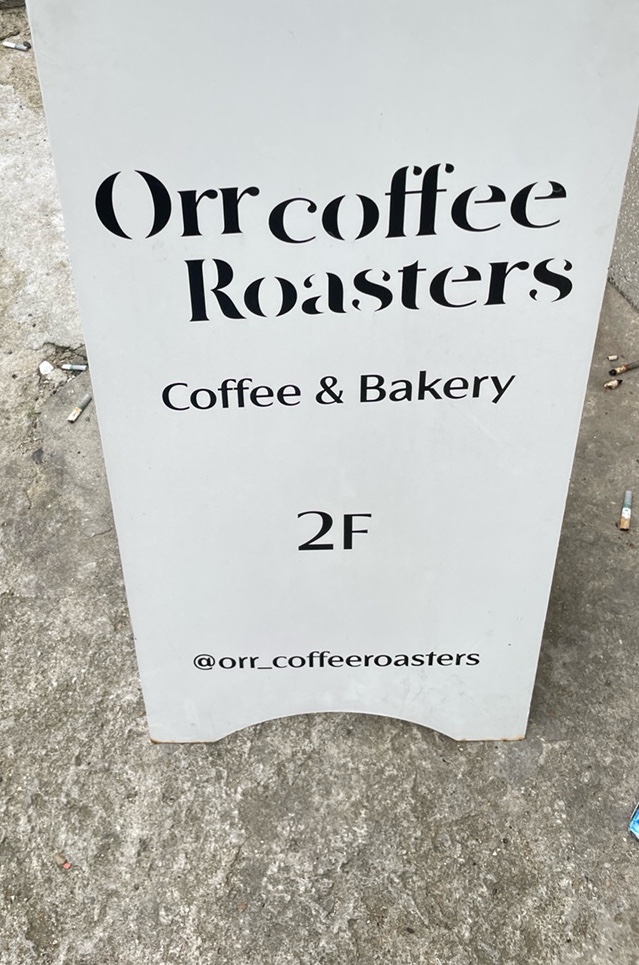 Orr coffee
Roasters
Coffee & Bakery
2F
@orr_coffeeroasters